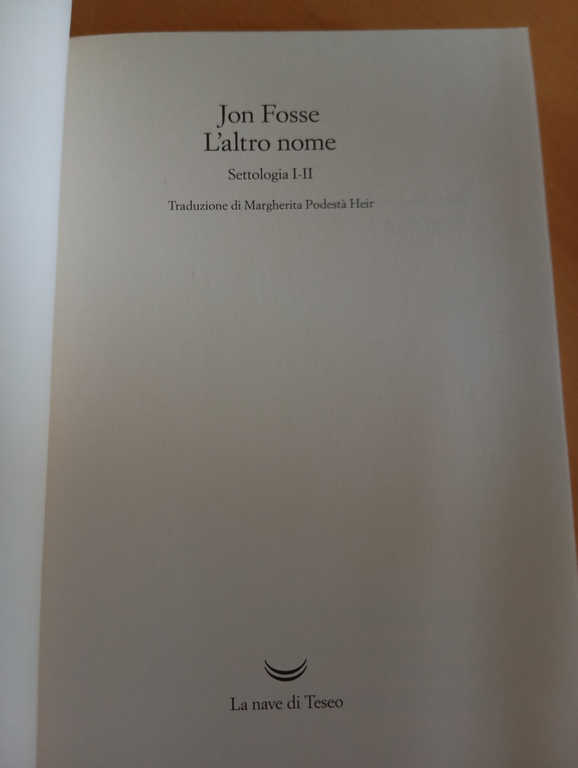 Jon Fosse
L'altro nome
Settologia I-II
Traduzione di Margherita Podestà Heir
La nave di Teseo